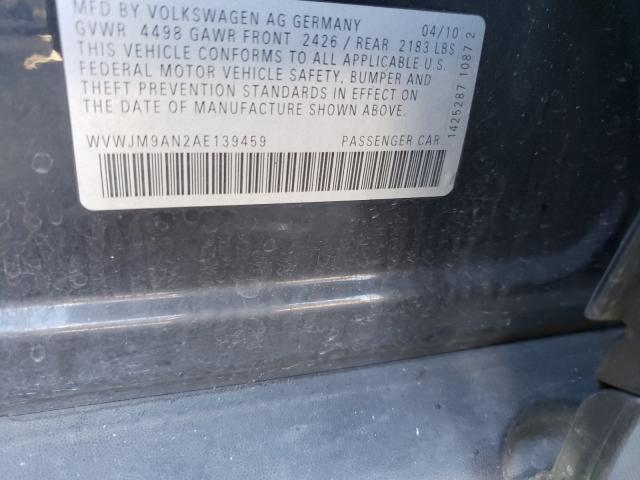 MFD BY VOLKSWAGEN AG GERMANY 04/10
GVWR 4498 GAWR FRONT 2426 / REAR 2183 LBS
THIS VEHICLE CONFORMS TO ALL APPLICABLE U.S.
FEDERAL MOTOR VEHICLE SAFETY, BUMPER AND
THEFT PREVENTION STANDARDS IN EFFECT ON
THE DATE OF MANUFACTURE SHOWN ABOVE.
WVWJM9AN2AE139459 PASSENGER CAR
1425287 1087 2